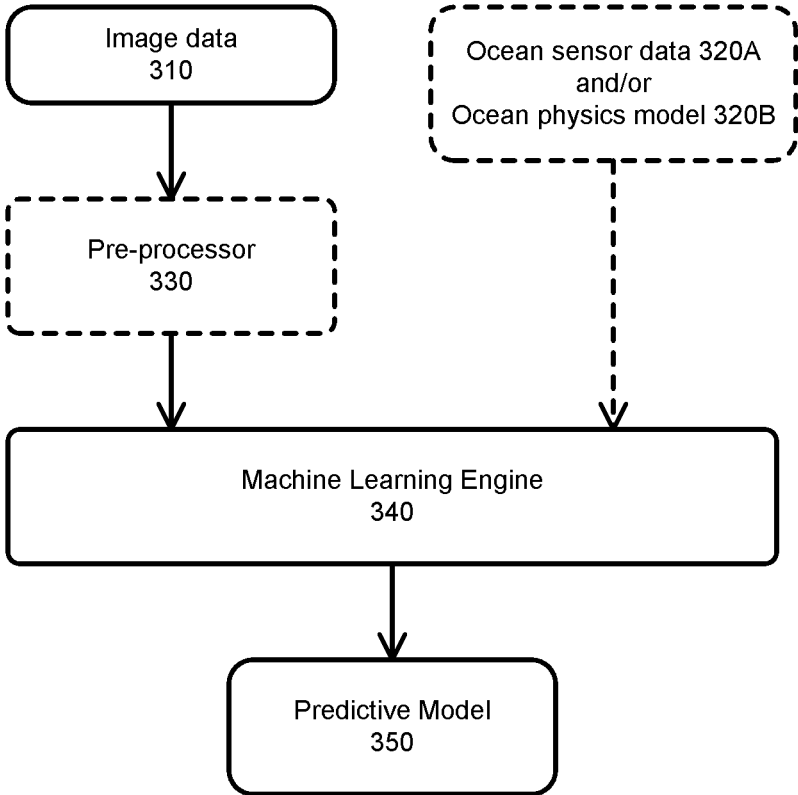 Image data
310
Ocean sensor data 320A
and/or
Ocean physics model 320B
Pre-processor
330
Machine Learning Engine
340
Predictive Model
350